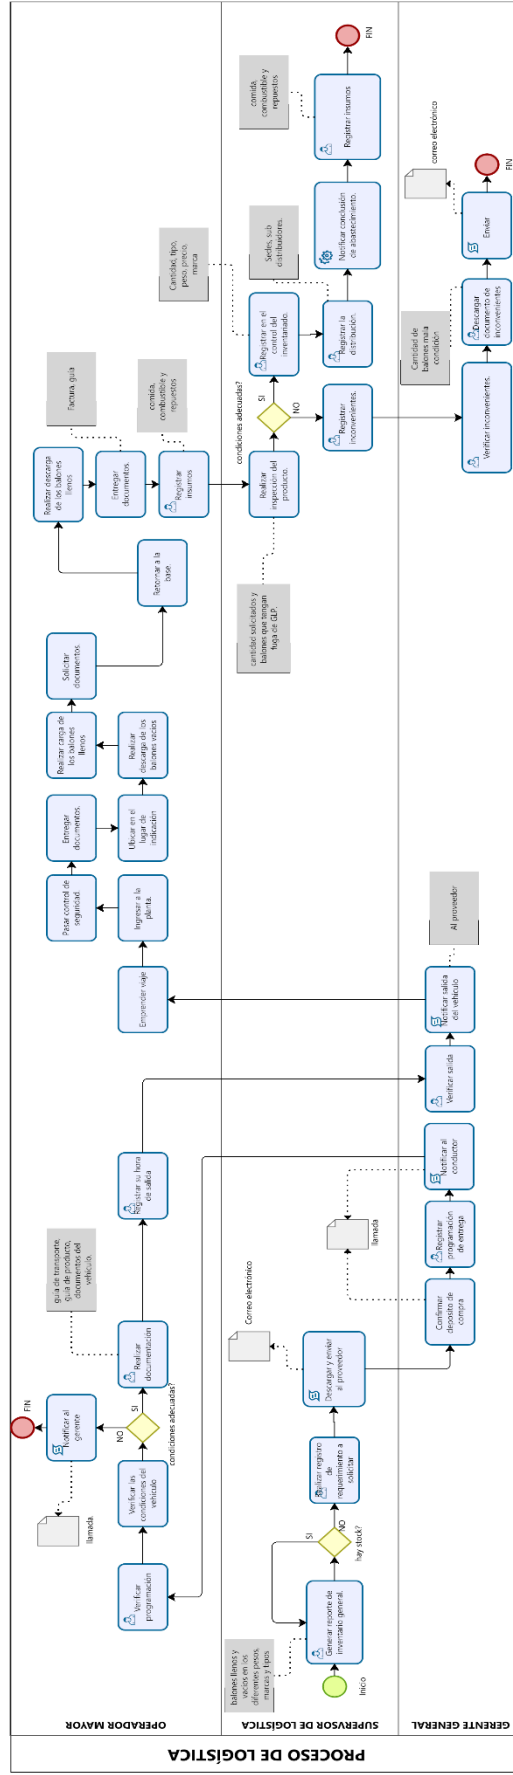 PROCESO DE LOGÍSTICA
OPERADOR MAYOR
SUPERVSOR DE LOGÍSTICA
GERENTE GENERAL
Inicio
Generar reporte de
inventario general.
balones llenos y
vacíos en los
diferentes pesos,
marcas y tipos
hay stock?
SI
NO
Realizar registro
de
requerimiento a
solicitar
Descargar y enviar
al proveedor
Correo electrónico
Confirmar
deposito de
compra
Registrar
programación
de entrega
Notificar al
conductor
llamada
Verificar
programación
Verificar las
condiciones del
vehículo
condiciones adecuadas?
NO
SI
Notificar al
gerente
llamada
FIN
Realizar
documentación
guía de transporte,
guía de producto,
documentos del
vehículo.
Registrar su hora
de salida
Verificar salida
Notificar salida
del vehículo
Al proveedor
Emprender viaje
Ingresar a la
planta.
Pasar control de
seguridad.
Entregar
documentos.
Ubicar en el
lugar de
indicación
Realizar
descarga de los
balones vacíos
Realizar carga de
los balones
llenos
Solicitar
documentos.
Retornar a la
base.
Realizar descarga
de los balones
llenos
Entregar
documentos.
Factura, guía
Registrar
insumos
comida,
combustible y
repuestos
Realizar
inspección del
producto.
cantidad solicitados y
balones que tengan
fuga de GLP.
condiciones adecuadas?
SI
NO
Registrar en el
control del
inventariado.
Cantidad, tipo,
peso, precio,
marca
Registrar la
distribución.
Sedes, sub
distribuidores.
Notificar conclusión
de abastecimiento.
Registrar insumos
comida,
combustible y
repuestos
FIN
Registrar
inconvenientes.
Verificar inconvenientes.
Descargar
documento de
inconvenientes
Cantidad de
balones mala
condición
Enviar
correo electrónico
FIN